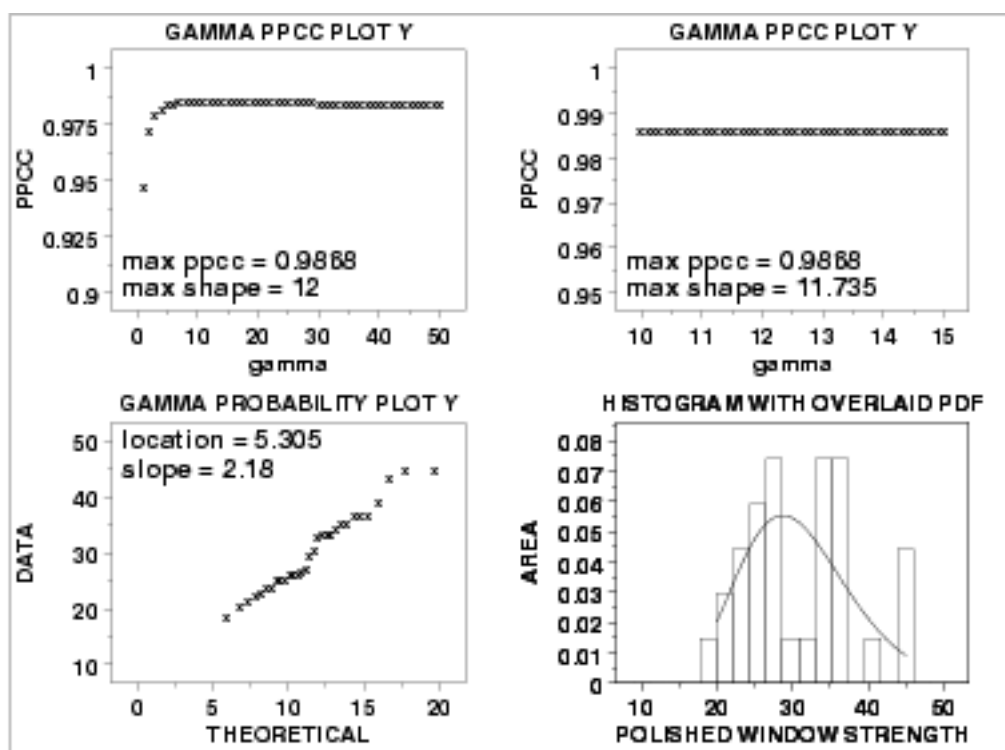 GAMMA PPCC PLOT Y
PPCC
1
0.975
0.95
0.925
0.9
max ppcc = 0.9868
max shape = 12
0 10 20 30 40 50
gamma
GAMMA PPCC PLOT Y
PPCC
1
0.99
0.98
0.97
0.96
0.95
max ppcc = 0.9868
max shape = 11.735
10 11 12 13 14 15
gamma
GAMMA PROBABILITY PLOT Y
DATA
50
40
30
20
10
location = 5.305
slope = 2.18
0 5 10 15 20
THEORETICAL
HISTOGRAM WITH OVERLAID PDF
AREA
0.08
0.07
0.06
0.05
0.04
0.03
0.02
0.01
0
10 20 30 40 50
POLISHED WINDOW STRENGTH